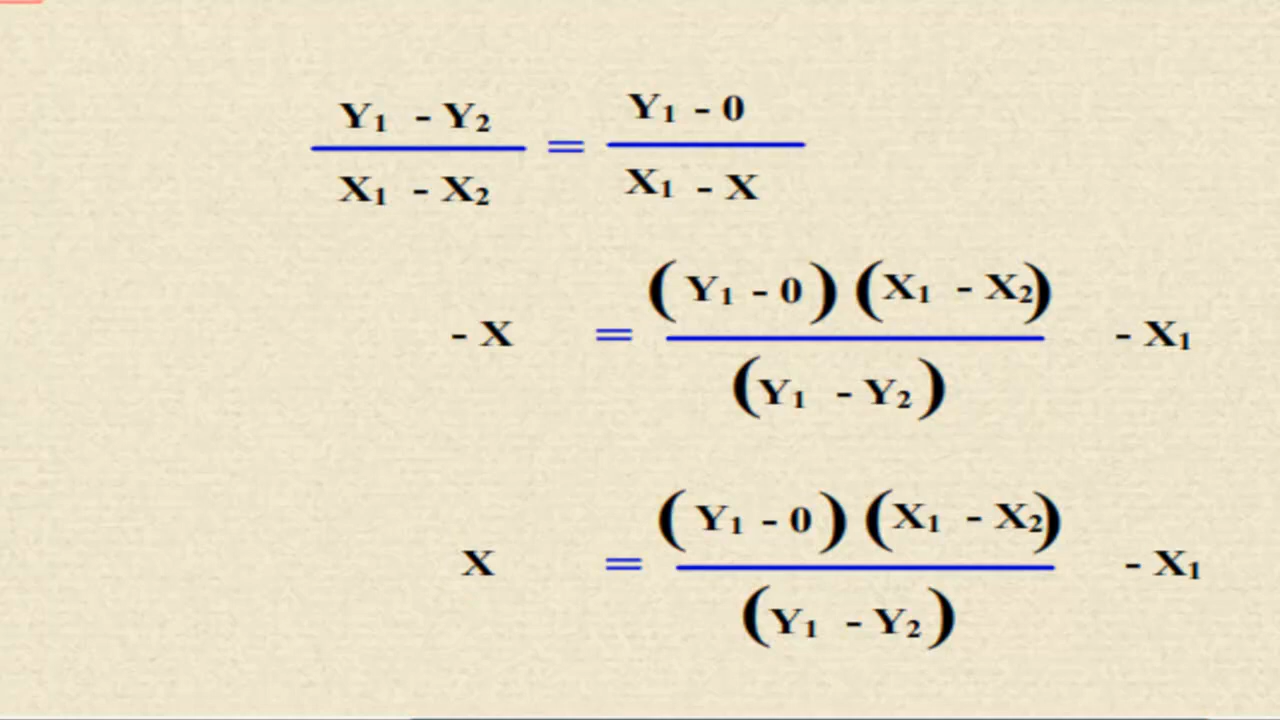 Y₁ - Y₂ = Y₁ - 0
X₁ - X₂   X₁ - X
(Y₁ - 0) (X₁ - X₂)
- X = - X₁
(Y₁ - Y₂)
(Y₁ - 0) (X₁ - X₂)
X = - X₁
(Y₁ - Y₂)